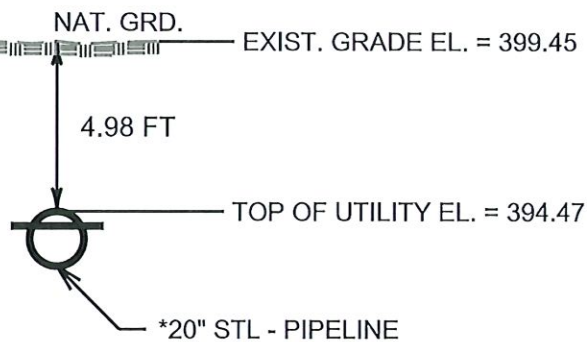 NAT. GRD.
EXIST. GRADE EL. = 399.45
4.98 FT
TOP OF UTILITY EL. = 394.47
*20" STL - PIPELINE